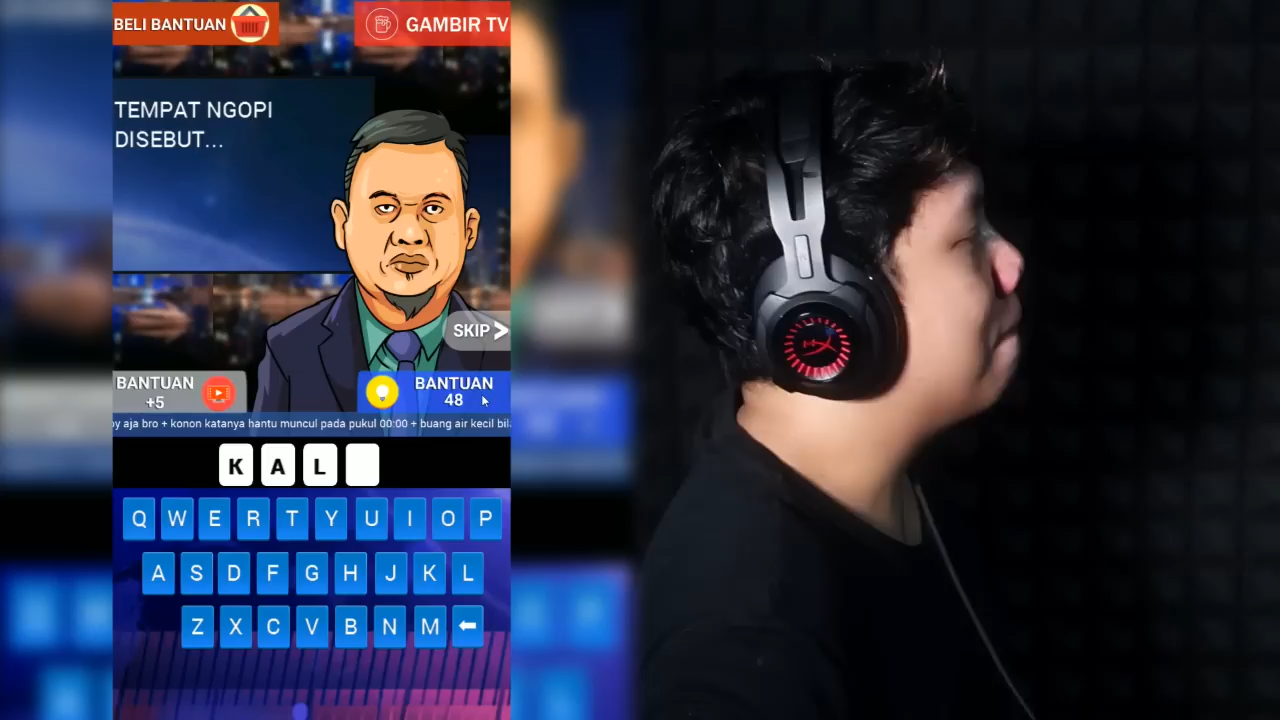 BELI BANTUAN
GAMBIR TV
TEMPAT NGOPI
DISEBUT...
SKIP >
BANTUAN
+5
BANTUAN
48
aja bro + konon katanya hantu muncul pada pukul 00:00 + buang air kecil
K A L
Q W E R T Y U I O P
A S D F G H J K L
Z X C V B N M